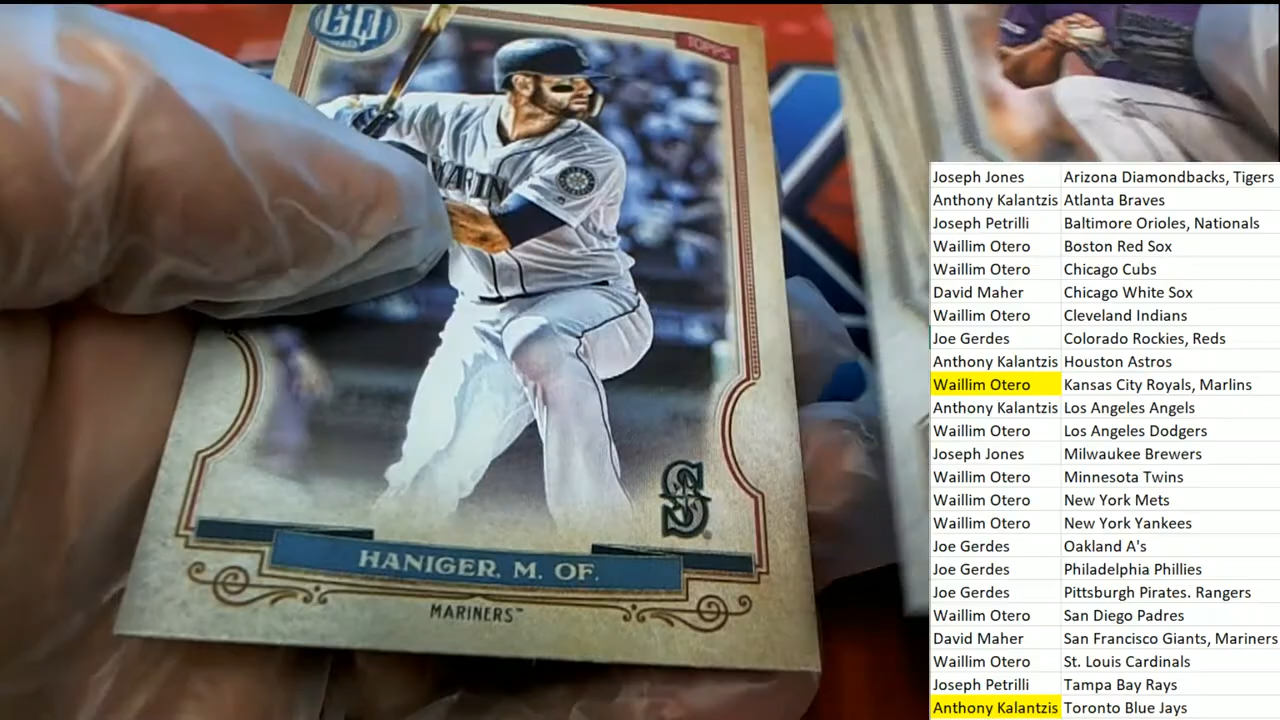 GQ
TOPPS
MARIN
S
HANIGER, M. OF.
MARINERS™
Joseph Jones Arizona Diamondbacks, Tigers
Anthony Kalantzis Atlanta Braves
Joseph Petrilli Baltimore Orioles, Nationals
Waillim Otero Boston Red Sox
Waillim Otero Chicago Cubs
David Maher Chicago White Sox
Waillim Otero Cleveland Indians
Joe Gerdes Colorado Rockies, Reds
Anthony Kalantzis Houston Astros
Waillim Otero Kansas City Royals, Marlins
Anthony Kalantzis Los Angeles Angels
Waillim Otero Los Angeles Dodgers
Joseph Jones Milwaukee Brewers
Waillim Otero Minnesota Twins
Waillim Otero New York Mets
Waillim Otero New York Yankees
Joe Gerdes Oakland A's
Joe Gerdes Philadelphia Phillies
Joe Gerdes Pittsburgh Pirates. Rangers
Waillim Otero San Diego Padres
David Maher San Francisco Giants, Mariners
Waillim Otero St. Louis Cardinals
Joseph Petrilli Tampa Bay Rays
Anthony Kalantzis Toronto Blue Jays